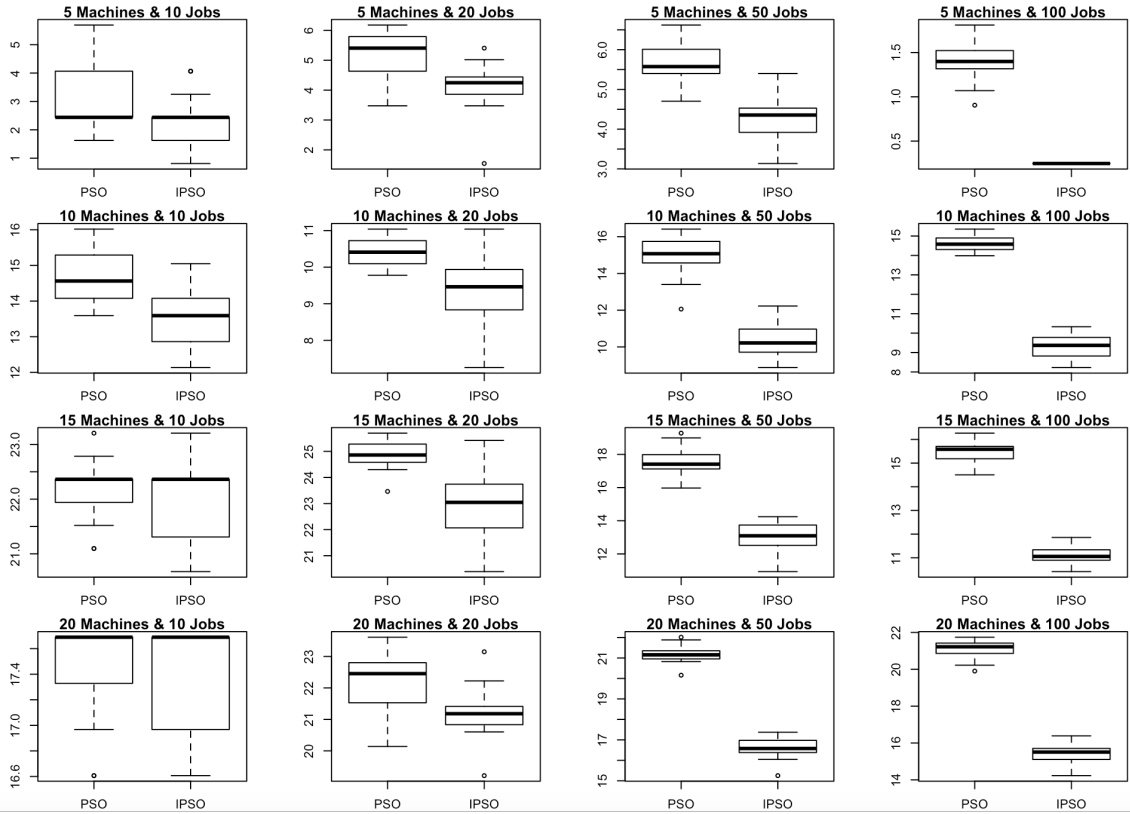 5 Machines & 10 Jobs
5
4
3
2
1
PSO IPSO
5 Machines & 20 Jobs
6
5
4
3
2
PSO IPSO
5 Machines & 50 Jobs
6.0
5.0
4.0
3.0
PSO IPSO
5 Machines & 100 Jobs
1.5
1.0
0.5
PSO IPSO
10 Machines & 10 Jobs
16
15
14
13
12
PSO IPSO
10 Machines & 20 Jobs
11
10
9
8
PSO IPSO
10 Machines & 50 Jobs
16
14
12
10
PSO IPSO
10 Machines & 100 Jobs
15
13
11
9
8
PSO IPSO
15 Machines & 10 Jobs
23.0
22.0
21.0
PSO IPSO
15 Machines & 20 Jobs
25
24
23
22
21
PSO IPSO
15 Machines & 50 Jobs
18
16
14
12
PSO IPSO
15 Machines & 100 Jobs
15
13
11
PSO IPSO
20 Machines & 10 Jobs
17.4
17.0
16.6
PSO IPSO
20 Machines & 20 Jobs
23
22
21
20
PSO IPSO
20 Machines & 50 Jobs
21
19
17
15
PSO IPSO
20 Machines & 100 Jobs
22
20
18
16
14
PSO IPSO